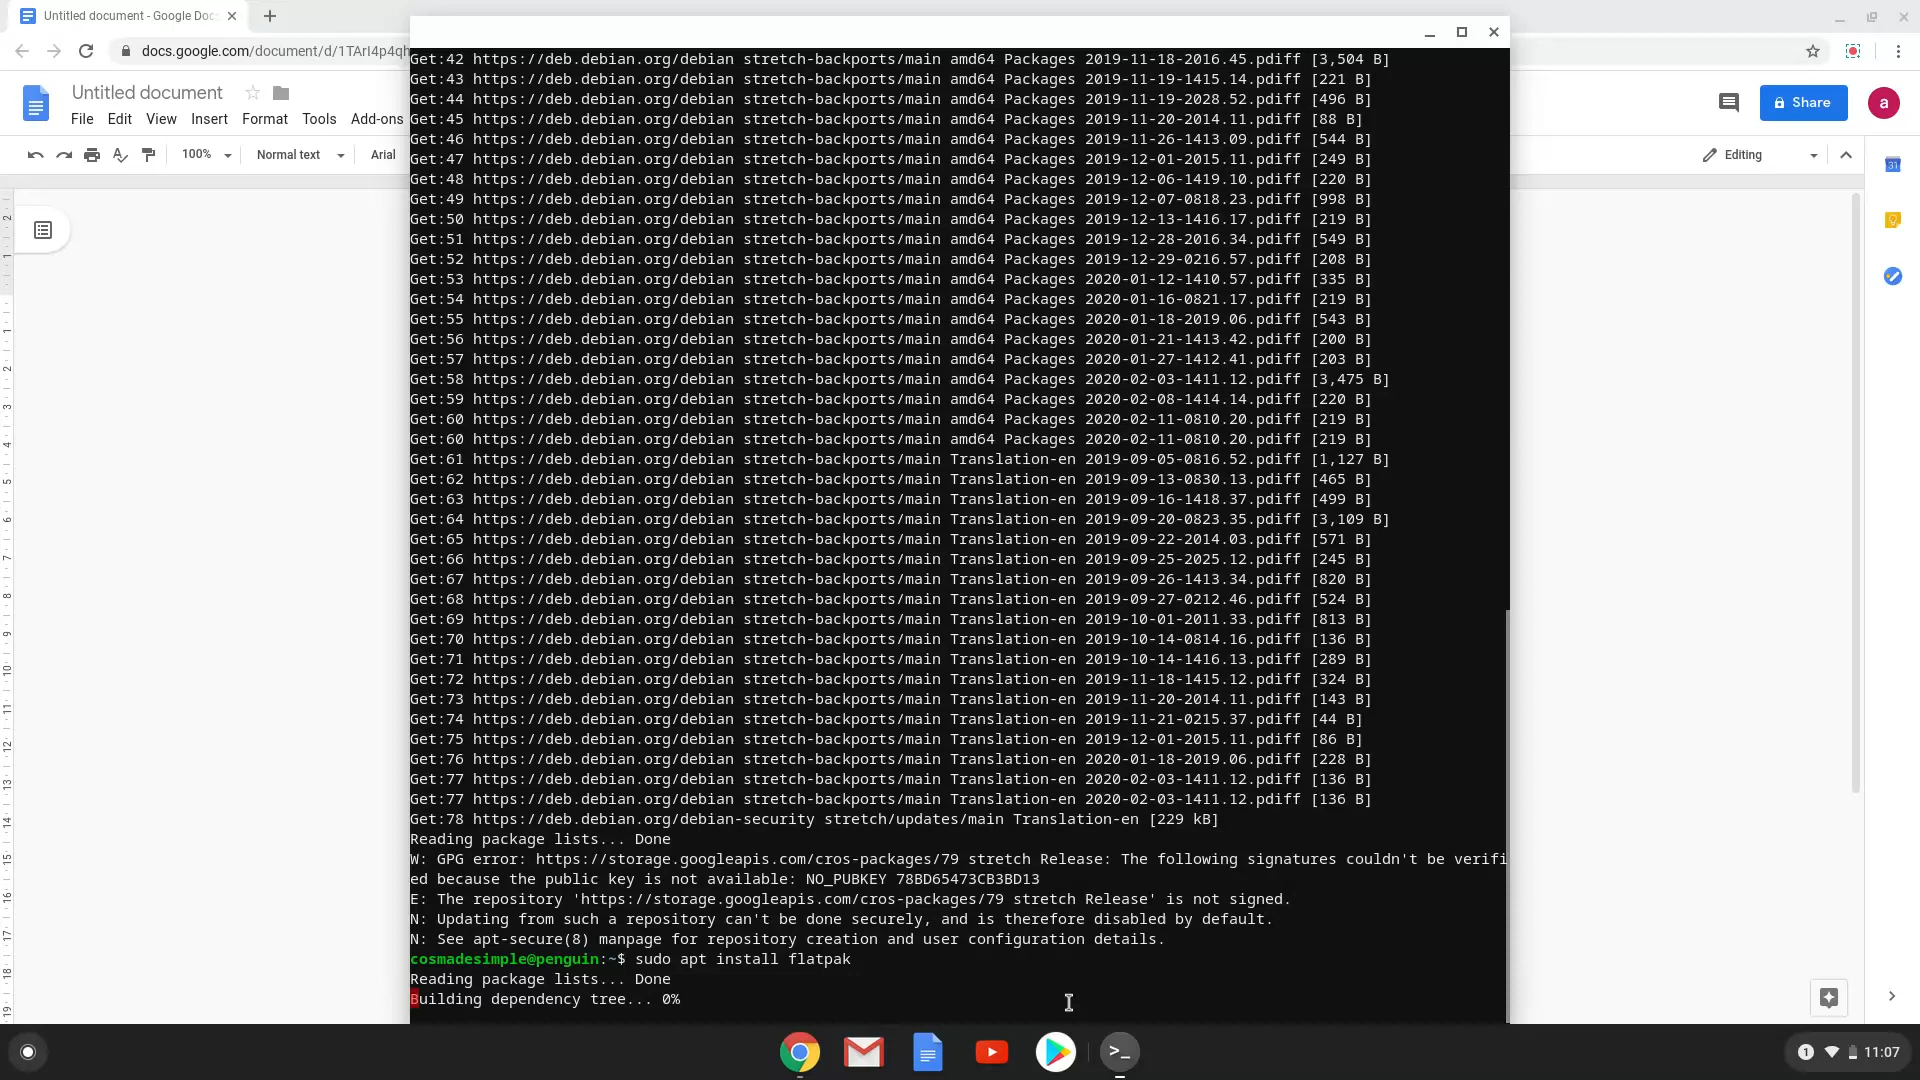 Untitled document - Google Doc
docs.google.com/document/d/1TArI4p4qh
Untitled document
File Edit View Insert Format Tools Add-ons
100% Normal text Arial
Share
a
Editing
31
Get:42 https://deb.debian.org/debian stretch-backports/main amd64 Packages 2019-11-18-2016.45.pdiff [3,504 B]
Get:43 https://deb.debian.org/debian stretch-backports/main amd64 Packages 2019-11-19-1415.14.pdiff [221 B]
Get:44 https://deb.debian.org/debian stretch-backports/main amd64 Packages 2019-11-19-2028.52.pdiff [496 B]
Get:45 https://deb.debian.org/debian stretch-backports/main amd64 Packages 2019-11-20-2014.11.pdiff [88 B]
Get:46 https://deb.debian.org/debian stretch-backports/main amd64 Packages 2019-11-26-1413.09.pdiff [544 B]
Get:47 https://deb.debian.org/debian stretch-backports/main amd64 Packages 2019-12-01-2015.11.pdiff [249 B]
Get:48 https://deb.debian.org/debian stretch-backports/main amd64 Packages 2019-12-06-1419.10.pdiff [220 B]
Get:49 https://deb.debian.org/debian stretch-backports/main amd64 Packages 2019-12-07-0818.23.pdiff [998 B]
Get:50 https://deb.debian.org/debian stretch-backports/main amd64 Packages 2019-12-13-1416.17.pdiff [219 B]
Get:51 https://deb.debian.org/debian stretch-backports/main amd64 Packages 2019-12-28-2016.34.pdiff [549 B]
Get:52 https://deb.debian.org/debian stretch-backports/main amd64 Packages 2019-12-29-0216.57.pdiff [208 B]
Get:53 https://deb.debian.org/debian stretch-backports/main amd64 Packages 2020-01-12-1410.57.pdiff [335 B]
Get:54 https://deb.debian.org/debian stretch-backports/main amd64 Packages 2020-01-16-0821.17.pdiff [219 B]
Get:55 https://deb.debian.org/debian stretch-backports/main amd64 Packages 2020-01-18-2019.06.pdiff [543 B]
Get:56 https://deb.debian.org/debian stretch-backports/main amd64 Packages 2020-01-21-1413.42.pdiff [200 B]
Get:57 https://deb.debian.org/debian stretch-backports/main amd64 Packages 2020-01-27-1412.41.pdiff [203 B]
Get:58 https://deb.debian.org/debian stretch-backports/main amd64 Packages 2020-02-03-1411.12.pdiff [3,475 B]
Get:59 https://deb.debian.org/debian stretch-backports/main amd64 Packages 2020-02-08-1414.14.pdiff [220 B]
Get:60 https://deb.debian.org/debian stretch-backports/main amd64 Packages 2020-02-11-0810.20.pdiff [219 B]
Get:60 https://deb.debian.org/debian stretch-backports/main amd64 Packages 2020-02-11-0810.20.pdiff [219 B]
Get:61 https://deb.debian.org/debian stretch-backports/main Translation-en 2019-09-05-0816.52.pdiff [1,127 B]
Get:62 https://deb.debian.org/debian stretch-backports/main Translation-en 2019-09-13-0830.13.pdiff [465 B]
Get:63 https://deb.debian.org/debian stretch-backports/main Translation-en 2019-09-16-1418.37.pdiff [499 B]
Get:64 https://deb.debian.org/debian stretch-backports/main Translation-en 2019-09-20-0823.35.pdiff [3,109 B]
Get:65 https://deb.debian.org/debian stretch-backports/main Translation-en 2019-09-22-2014.03.pdiff [571 B]
Get:66 https://deb.debian.org/debian stretch-backports/main Translation-en 2019-09-25-2025.12.pdiff [245 B]
Get:67 https://deb.debian.org/debian stretch-backports/main Translation-en 2019-09-26-1413.34.pdiff [820 B]
Get:68 https://deb.debian.org/debian stretch-backports/main Translation-en 2019-09-27-0212.46.pdiff [524 B]
Get:69 https://deb.debian.org/debian stretch-backports/main Translation-en 2019-10-01-2011.33.pdiff [813 B]
Get:70 https://deb.debian.org/debian stretch-backports/main Translation-en 2019-10-14-0814.16.pdiff [136 B]
Get:71 https://deb.debian.org/debian stretch-backports/main Translation-en 2019-10-14-1416.13.pdiff [289 B]
Get:72 https://deb.debian.org/debian stretch-backports/main Translation-en 2019-11-18-1415.12.pdiff [324 B]
Get:73 https://deb.debian.org/debian stretch-backports/main Translation-en 2019-11-20-2014.11.pdiff [143 B]
Get:74 https://deb.debian.org/debian stretch-backports/main Translation-en 2019-11-21-0215.37.pdiff [44 B]
Get:75 https://deb.debian.org/debian stretch-backports/main Translation-en 2019-12-01-2015.11.pdiff [86 B]
Get:76 https://deb.debian.org/debian stretch-backports/main Translation-en 2020-01-18-2019.06.pdiff [228 B]
Get:77 https://deb.debian.org/debian stretch-backports/main Translation-en 2020-02-03-1411.12.pdiff [136 B]
Get:77 https://deb.debian.org/debian stretch-backports/main Translation-en 2020-02-03-1411.12.pdiff [136 B]
Get:78 https://deb.debian.org/debian-security stretch/updates/main Translation-en [229 kB]
Reading package lists... Done
W: GPG error: https://storage.googleapis.com/cros-packages/79 stretch Release: The following signatures couldn't be verifi
ed because the public key is not available: NO_PUBKEY 78BD65473CB3BD13
E: The repository 'https://storage.googleapis.com/cros-packages/79 stretch Release' is not signed.
N: Updating from such a repository can't be done securely, and is therefore disabled by default.
N: See apt-secure(8) manpage for repository creation and user configuration details.
cosmadesimple@penguin:~$ sudo apt install flatpak
Reading package lists... Done
Building dependency tree... 0%
2
1
1
2
3
4
5
6
7
8
9
10
11
12
13
14
15
16
17
18
19
>_
1
11:07